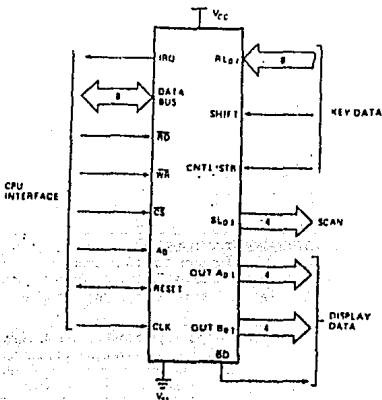 VCC
IRQ
RL0-7
8
8
DATA
BUS
SHIFT
KEY DATA
RD
CNTL/STB
WR
CPU
INTERFACE
CS
SL0-3
4
SCAN
A0
OUT A0-3
4
RESET
DISPLAY
DATA
CLK
OUT B0-3
4
BD
VSS